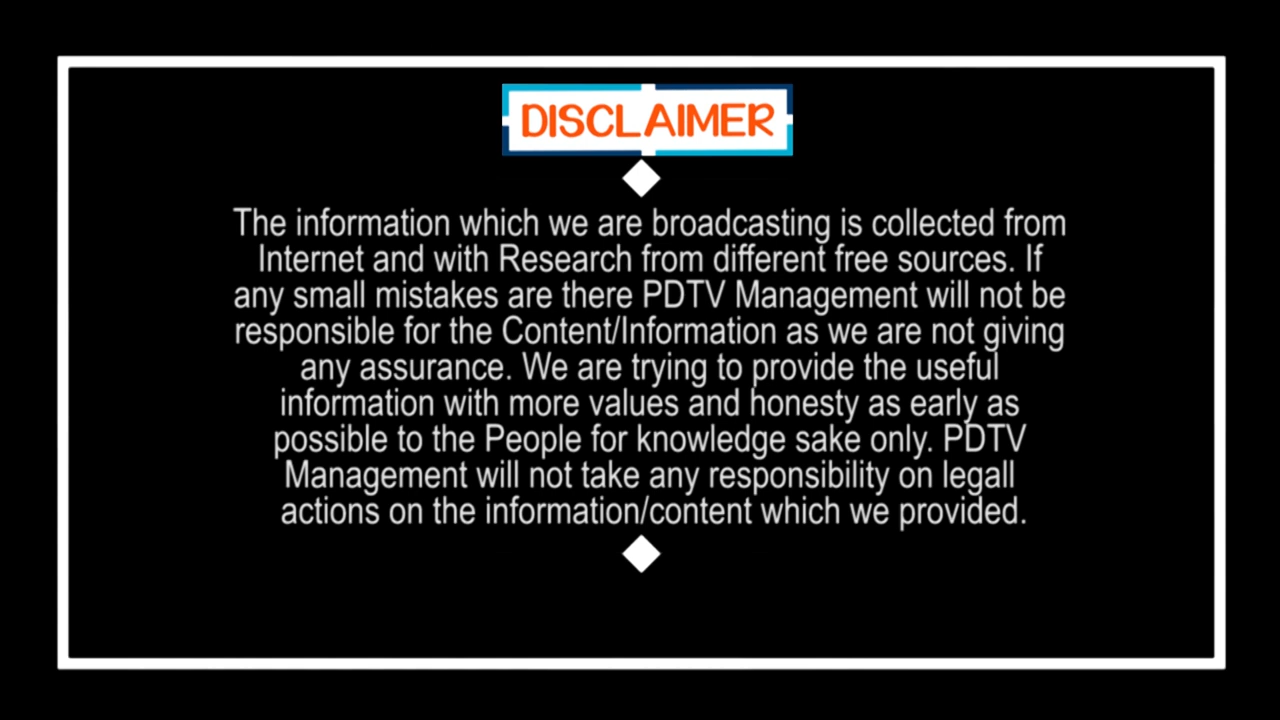 DISCLAIMER
The information which we are broadcasting is collected from
Internet and with Research from different free sources. If
any small mistakes are there PDTV Management will not be
responsible for the Content/Information as we are not giving
any assurance. We are trying to provide the useful
information with more values and honesty as early as
possible to the People for knowledge sake only. PDTV
Management will not take any responsibility on legall
actions on the information/content which we provided.